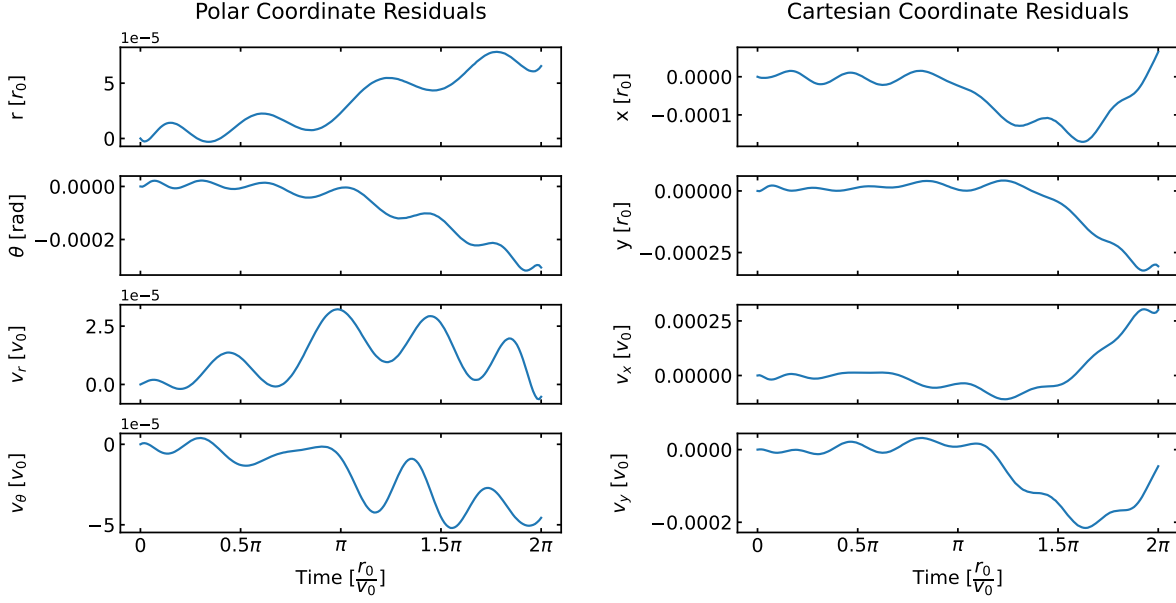 Polar Coordinate Residuals
1e−5
r [r0]
5
0
θ [rad]
0.0000
−0.0002
1e−5
vr [v0]
2.5
0.0
1e−5
vθ [v0]
0
−5
0 0.5π π 1.5π 2π
Time [r0/v0]
Cartesian Coordinate Residuals
x [r0]
0.0000
−0.0001
y [r0]
0.00000
−0.00025
vx [v0]
0.00025
0.00000
vy [v0]
0.0000
−0.0002
0 0.5π π 1.5π 2π
Time [r0/v0]